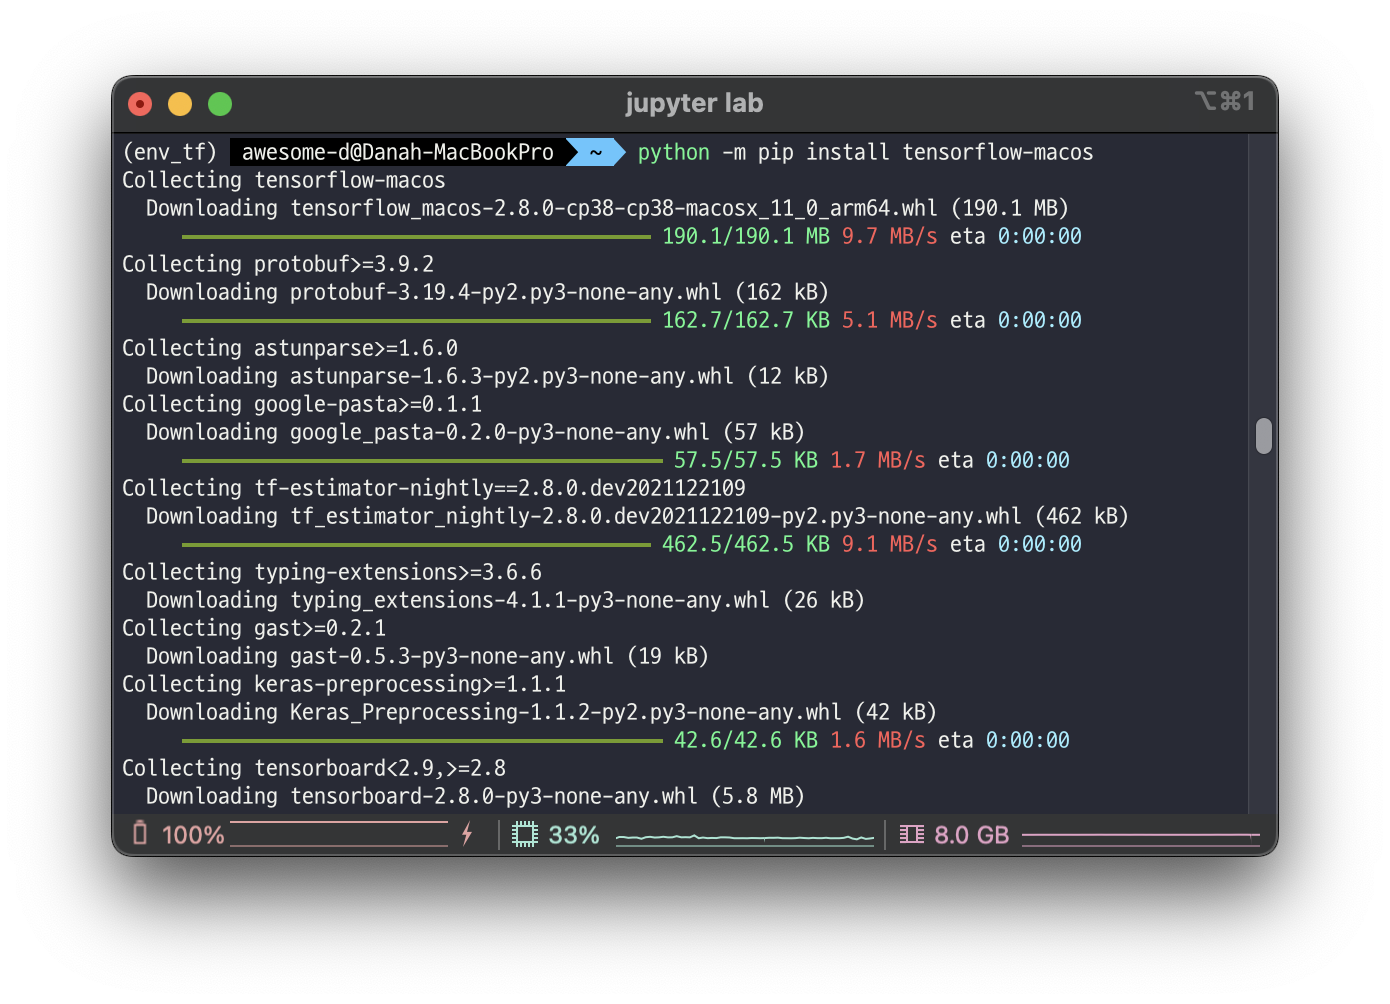 jupyter lab
⌥⌘1
(env_tf) awesome-d@Danah-MacBookPro ~ python -m pip install tensorflow-macos
Collecting tensorflow-macos
Downloading tensorflow_macos-2.8.0-cp38-cp38-macosx_11_0_arm64.whl (190.1 MB)
190.1/190.1 MB 9.7 MB/s eta 0:00:00
Collecting protobuf>=3.9.2
Downloading protobuf-3.19.4-py2.py3-none-any.whl (162 kB)
162.7/162.7 KB 5.1 MB/s eta 0:00:00
Collecting astunparse>=1.6.0
Downloading astunparse-1.6.3-py2.py3-none-any.whl (12 kB)
Collecting google-pasta>=0.1.1
Downloading google_pasta-0.2.0-py3-none-any.whl (57 kB)
57.5/57.5 KB 1.7 MB/s eta 0:00:00
Collecting tf-estimator-nightly==2.8.0.dev2021122109
Downloading tf_estimator_nightly-2.8.0.dev2021122109-py2.py3-none-any.whl (462 kB)
462.5/462.5 KB 9.1 MB/s eta 0:00:00
Collecting typing-extensions>=3.6.6
Downloading typing_extensions-4.1.1-py3-none-any.whl (26 kB)
Collecting gast>=0.2.1
Downloading gast-0.5.3-py3-none-any.whl (19 kB)
Collecting keras-preprocessing>=1.1.1
Downloading Keras_Preprocessing-1.1.2-py2.py3-none-any.whl (42 kB)
42.6/42.6 KB 1.6 MB/s eta 0:00:00
Collecting tensorboard<2.9,>=2.8
Downloading tensorboard-2.8.0-py3-none-any.whl (5.8 MB)
100% 33% 8.0 GB